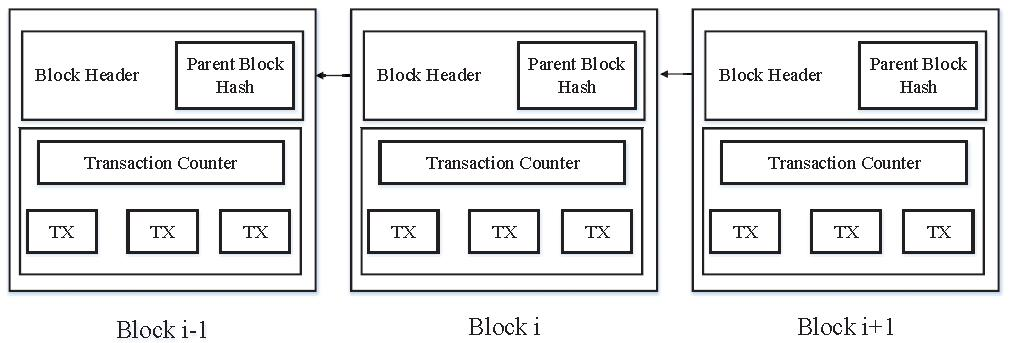 Block Header
Parent Block
Hash
Transaction Counter
TX
TX
TX
Block i-1
Block Header
Parent Block
Hash
Transaction Counter
TX
TX
TX
Block i
Block Header
Parent Block
Hash
Transaction Counter
TX
TX
TX
Block i+1